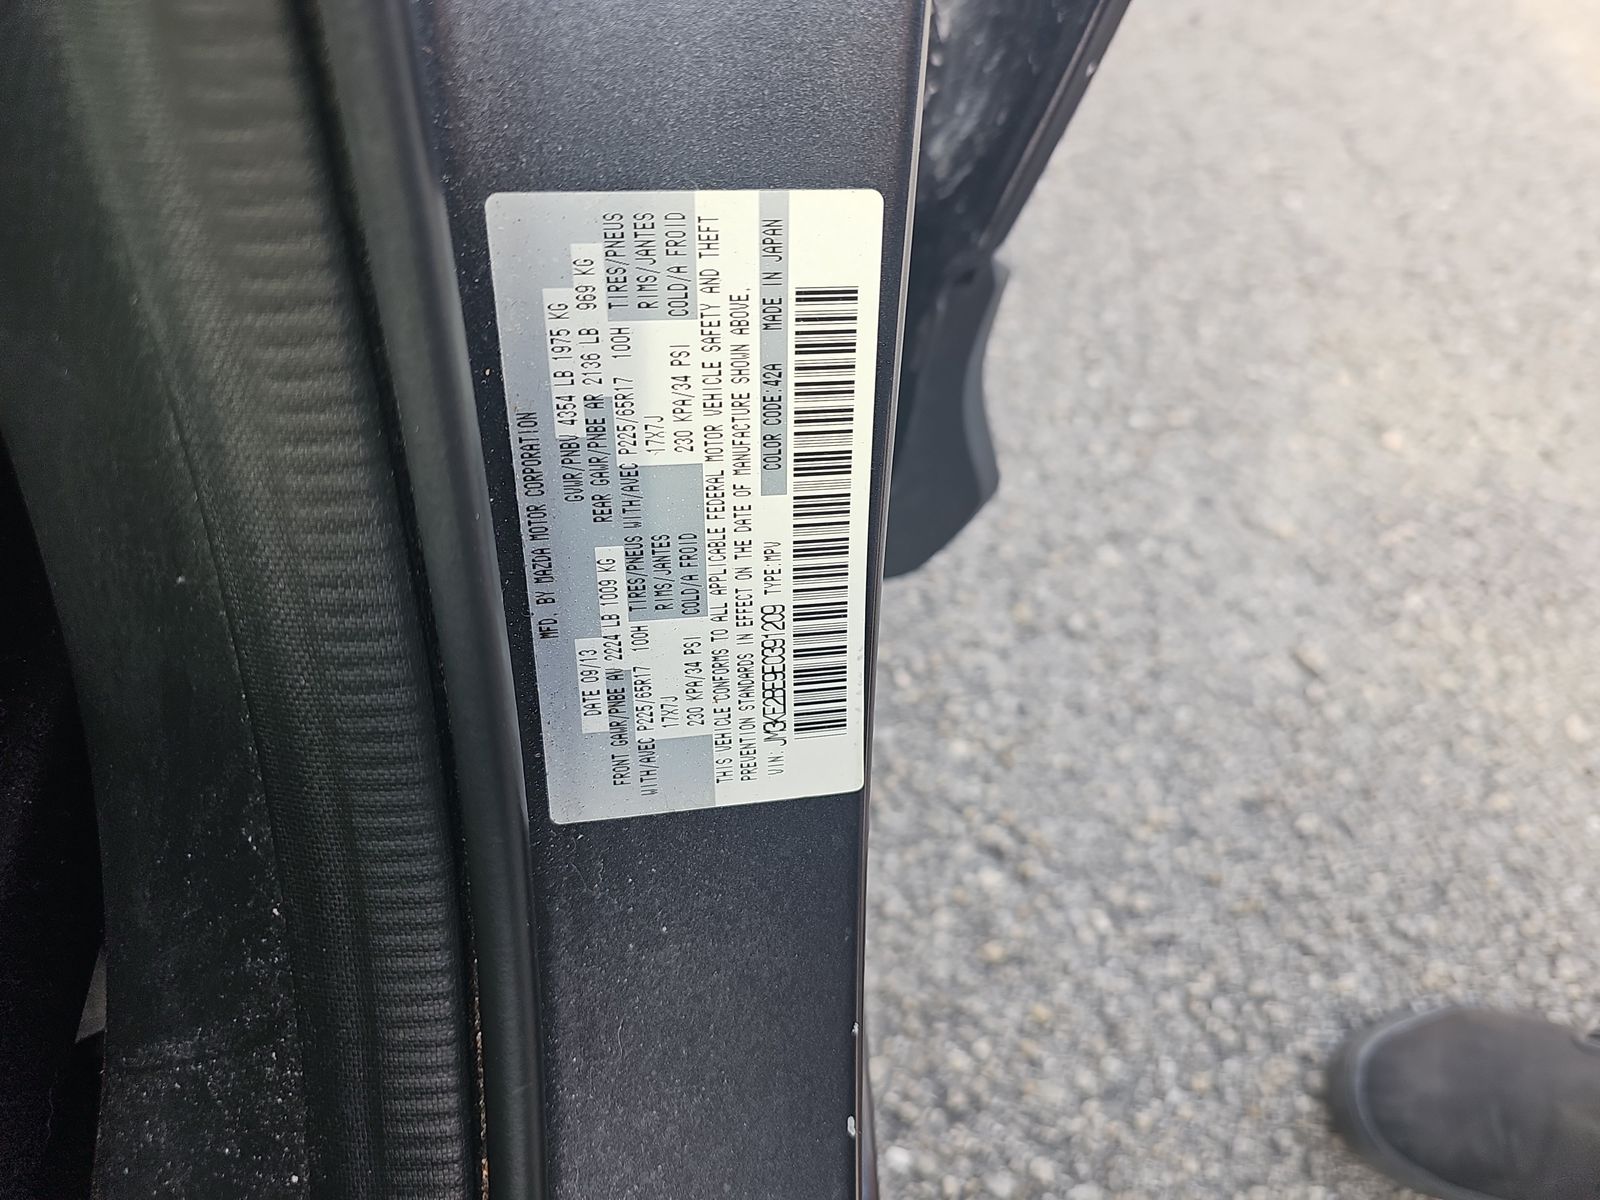 MFD. BY MAZDA MOTOR CORPORATION
DATE 09/13 GVWR/PNBV 4354 LB 1975 KG
FRONT GAWR/PNBE AV 2224 LB 1009 KG REAR GAWR/PNBE AR 2136 LB 969 KG
WITH/AVEC P225/65R17 100H TIRES/PNEUS WITH/AVEC P225/65R17 100H TIRES/PNEUS
17X7J RIMS/JANTES 17X7J RIMS/JANTES
230 KPA/34 PSI COLD/A FROID 230 KPA/34 PSI COLD/A FROID
THIS VEHICLE CONFORMS TO ALL APPLICABLE FEDERAL MOTOR VEHICLE SAFETY AND THEFT
PREVENTION STANDARDS IN EFFECT ON THE DATE OF MANUFACTURE SHOWN ABOVE.
VIN: JM3KE2BE9E0391209 TYPE:MPV COLOR CODE:42A MADE IN JAPAN